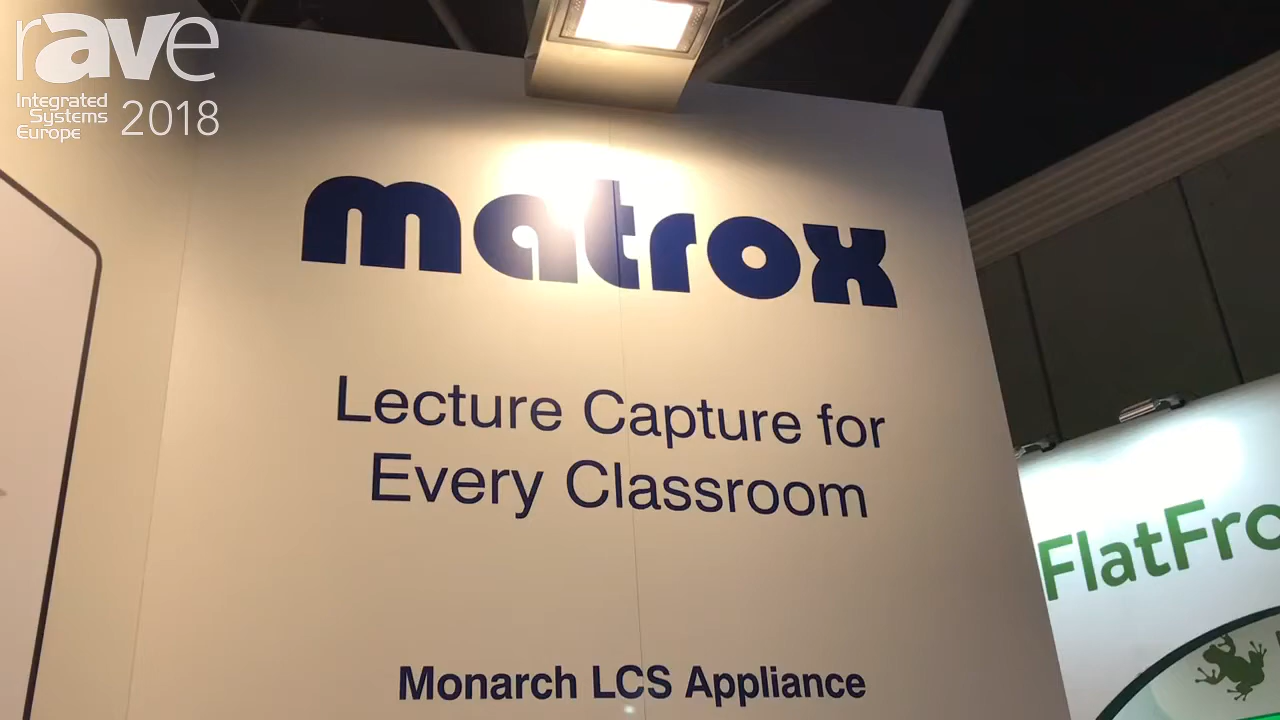 rAVe
Integrated
Systems
Europe 2018
matrox
Lecture Capture for
Every Classroom
Monarch LCS Appliance
FlatFro